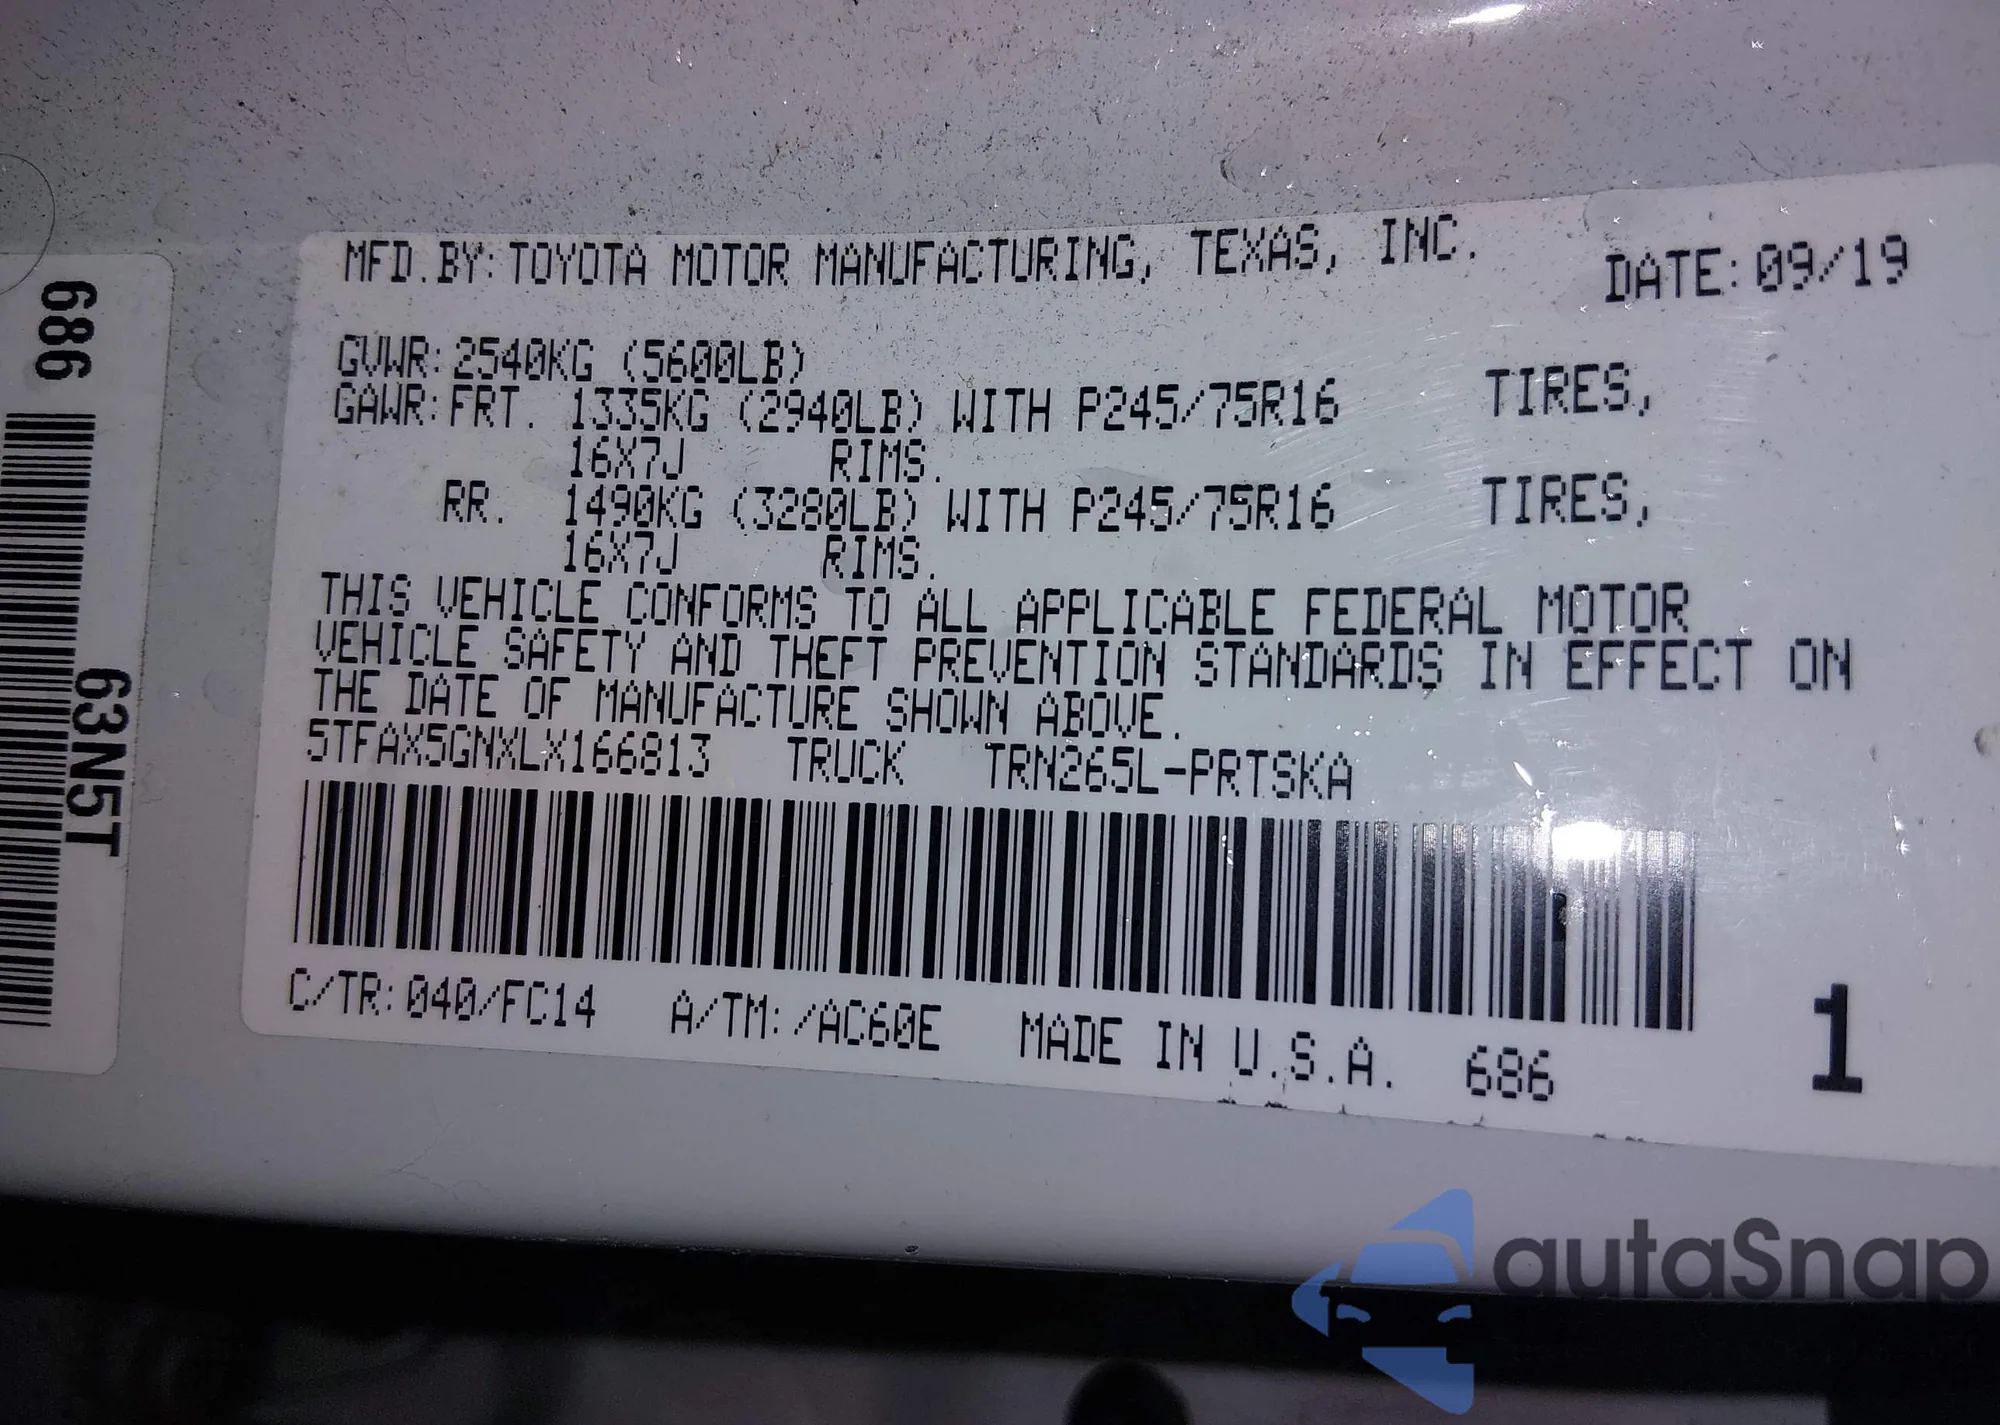 686
63N5T
MFD.BY:TOYOTA MOTOR MANUFACTURING, TEXAS, INC. DATE:09/19
GVWR:2540KG (5600LB)
GAWR:FRT. 1335KG (2940LB) WITH P245/75R16 TIRES,
16X7J RIMS.
RR. 1490KG (3280LB) WITH P245/75R16 TIRES,
16X7J RIMS.
THIS VEHICLE CONFORMS TO ALL APPLICABLE FEDERAL MOTOR
VEHICLE SAFETY AND THEFT PREVENTION STANDARDS IN EFFECT ON
THE DATE OF MANUFACTURE SHOWN ABOVE.
5TFAX5GNXLX166813 TRUCK TRN265L-PRTSKA
C/TR:040/FC14 A/TM:/AC60E MADE IN U.S.A. 686
1
autaSnap